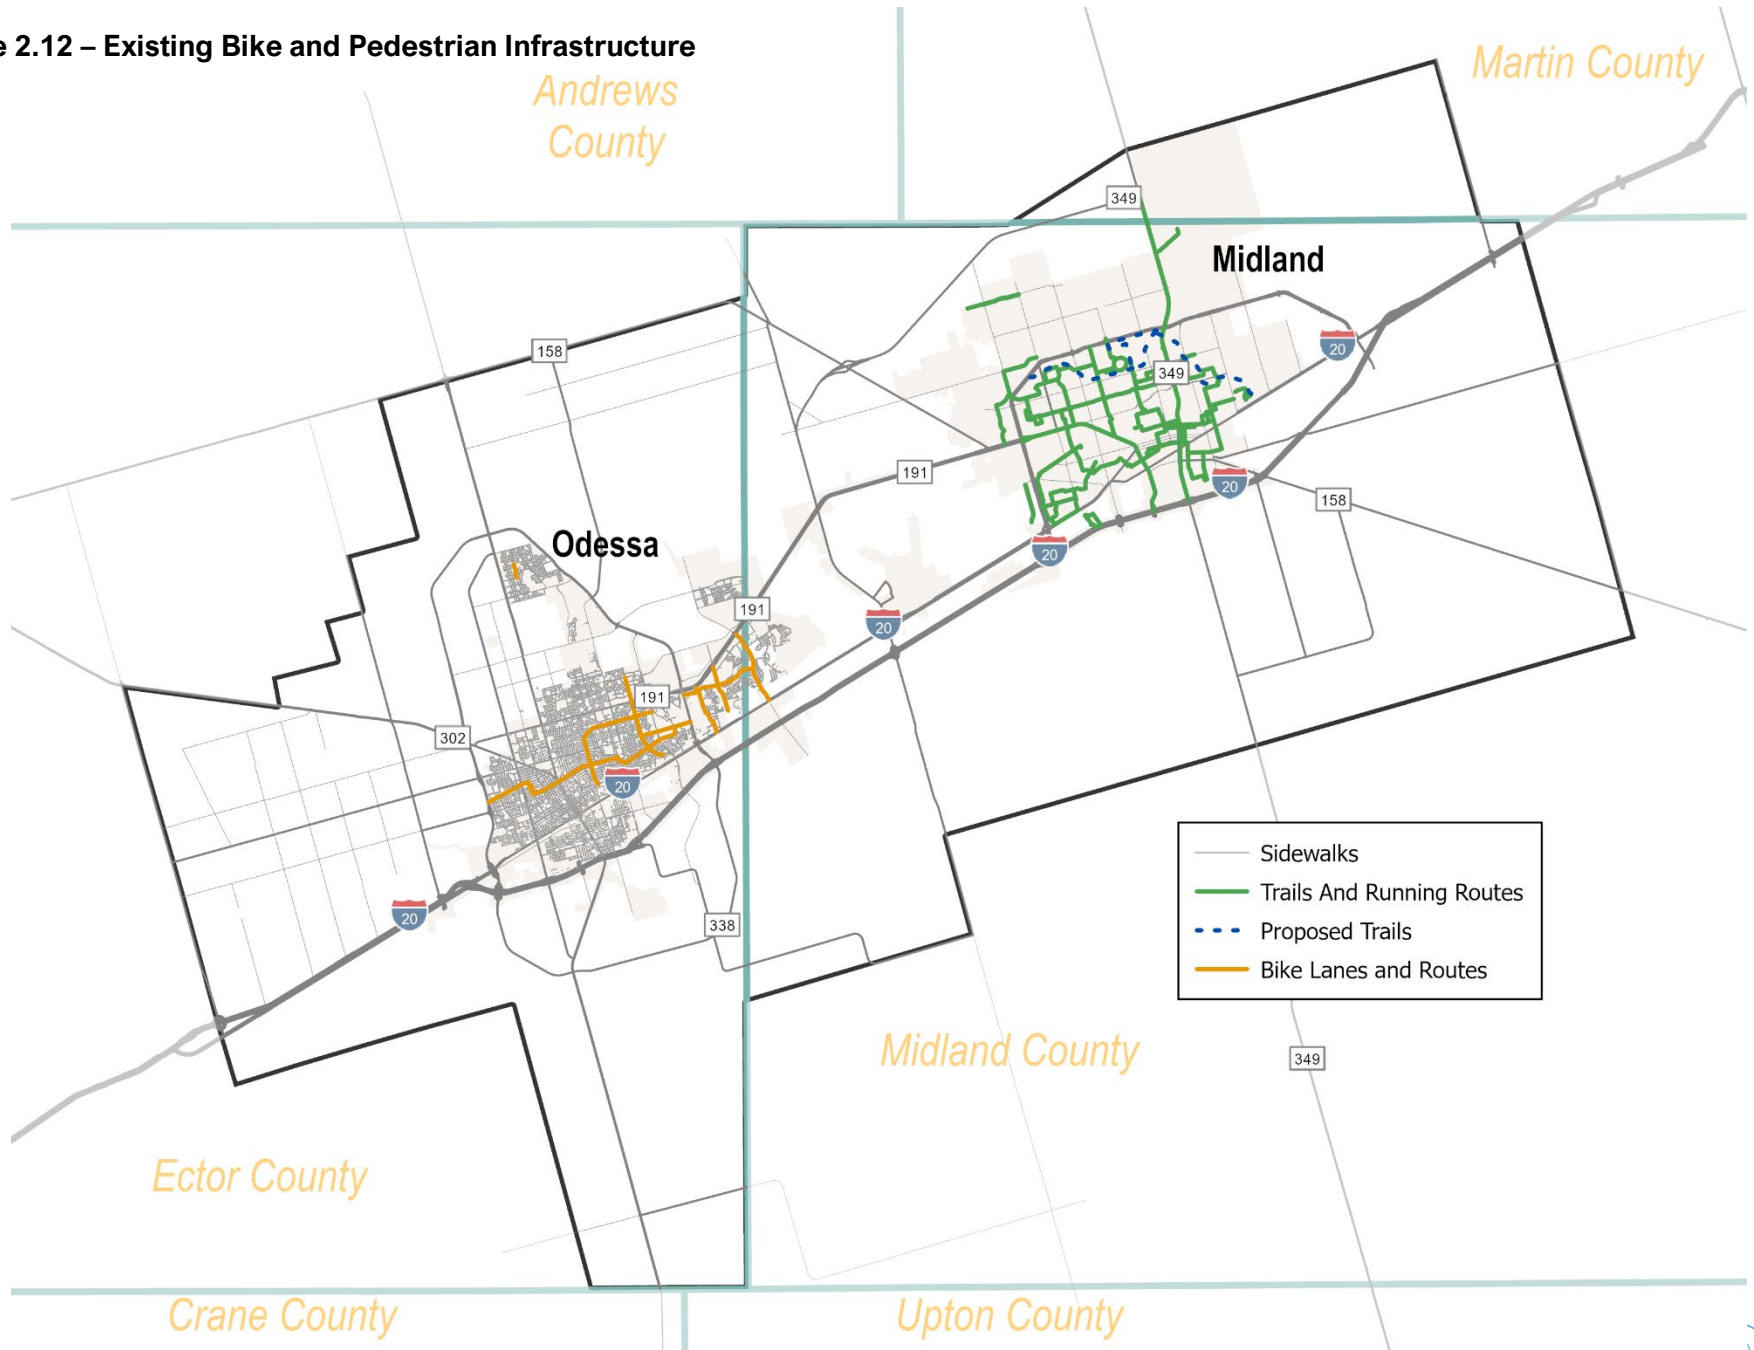 e 2.12 – Existing Bike and Pedestrian Infrastructure
Martin County
Andrews
County
349
Midland
20
158
349
191
20
158
Odessa
20
191
20
191
302
20
Sidewalks
Trails And Running Routes
20
338
Proposed Trails
Bike Lanes and Routes
Midland County
349
Ector County
Crane County
Upton County